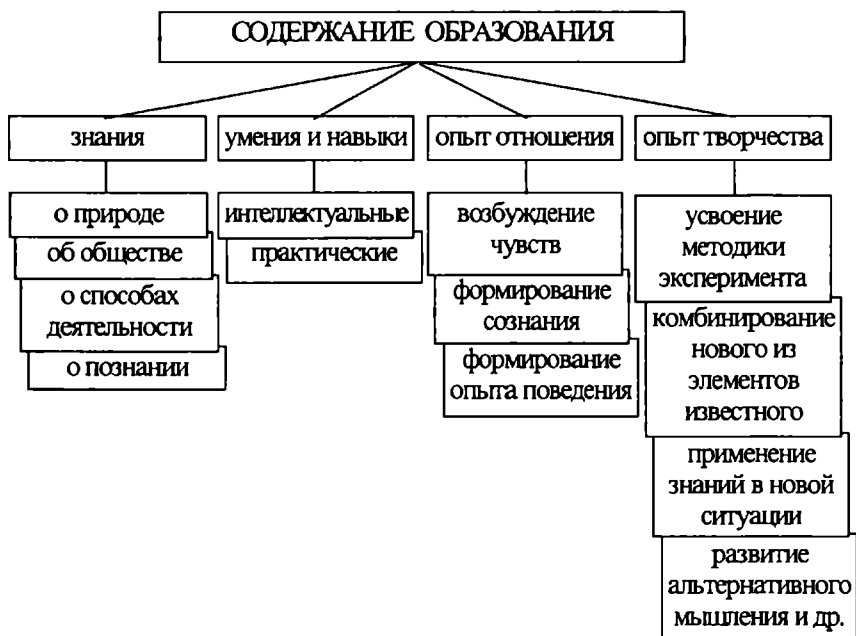 СОДЕРЖАНИЕ ОБРАЗОВАНИЯ
знания
умения и навыки
опыт отношения
опыт творчества
о природе
об обществе
о способах
деятельности
о познании
интеллектуальные
практические
возбуждение
чувств
формирование
сознания
формирование
опыта поведения
усвоение
методики
эксперимента
комбинирование
нового из
элементов
известного
применение
знаний в новой
ситуации
развитие
альтернативного
мышления и др.